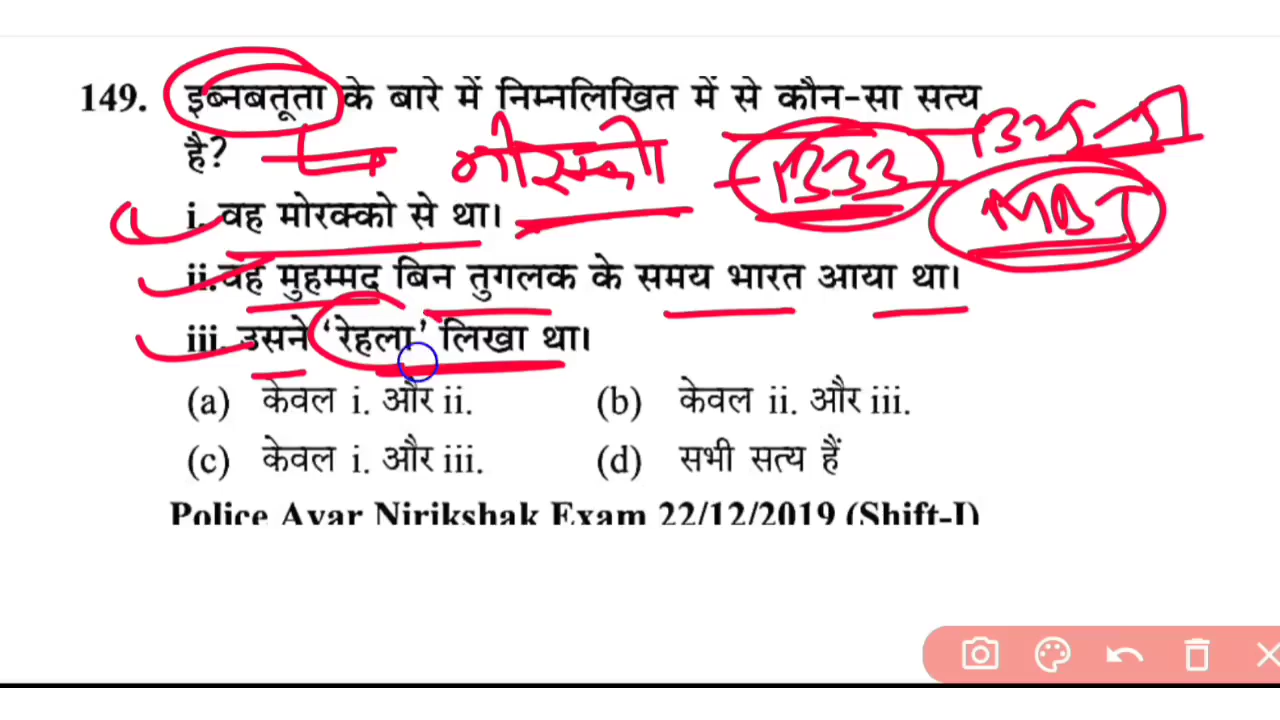 149. इब्नबतूता के बारे में निम्नलिखित में से कौन-सा सत्य
है?
मोरक्को 1333
MBT
i. वह मोरक्को से था।
ii. वह मुहम्मद बिन तुगलक के समय भारत आया था।
iii. उसने ‘रेहला’ लिखा था।
(a) केवल i. और ii. (b) केवल ii. और iii.
(c) केवल i. और iii. (d) सभी सत्य हैं
Police Avar Nirikshak Exam 22/12/2019 (Shift-I)